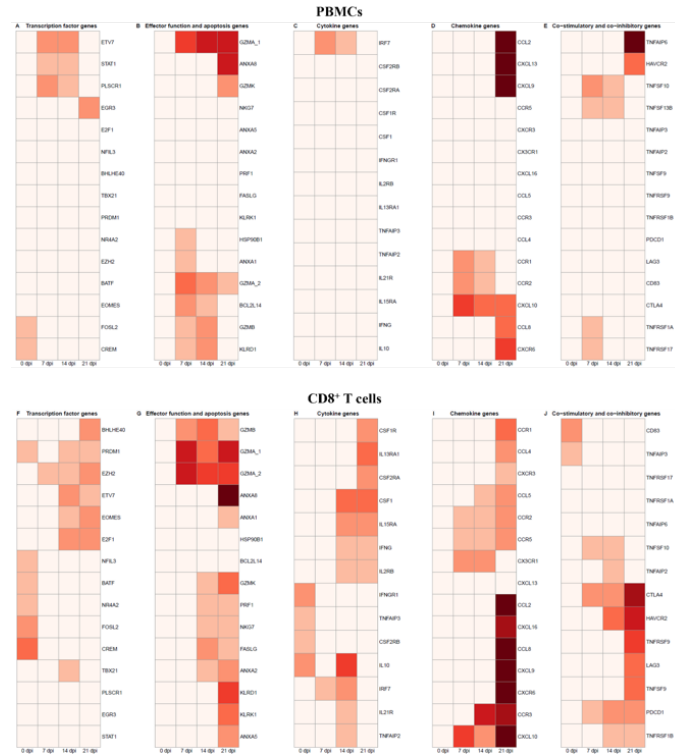 PBMCs
A Transcription factor genes
ETV7
STAT1
PLSCR1
EGR3
E2F1
NFIL3
BHLHE40
TBX21
PRDM1
NR4A2
EZH2
BATF
EOMES
FOSL2
CREM
0 dpi 7 dpi 14 dpi 21 dpi
B Effector function and apoptosis genes
GZMA_1
ANXA6
GZMK
NKG7
ANXA5
ANXA2
PRF1
FASLG
KLRK1
HSP90B1
ANXA1
GZMA_2
BCL2L14
GZMB
KLRD1
0 dpi 7 dpi 14 dpi 21 dpi
C Cytokine genes
IRF7
CSF2RB
CSF2RA
CSF1R
CSF1
IFNGR1
IL2RB
IL13RA1
TNFAIP3
TNFAIP2
IL21R
IL15RA
IFNG
IL10
0 dpi 7 dpi 14 dpi 21 dpi
D Chemokine genes
CCL2
CXCL13
CXCL9
CCR5
CXCR3
CX3CR1
CXCL16
CCL5
CCR3
CCL4
CCR1
CCR2
CXCL10
CCL8
CXCR6
0 dpi 7 dpi 14 dpi 21 dpi
E Co−stimulatory and co−inhibitory genes
TNFAIP6
HAVCR2
TNFSF10
TNFSF13B
TNFAIP3
TNFAIP2
TNFSF9
TNFRSF9
TNFRSF1B
PDCD1
LAG3
CD83
CTLA4
TNFRSF1A
TNFRSF17
0 dpi 7 dpi 14 dpi 21 dpi
CD8⁺ T cells
F Transcription factor genes
BHLHE40
PRDM1
EZH2
ETV7
EOMES
E2F1
NFIL3
BATF
NR4A2
FOSL2
CREM
TBX21
PLSCR1
EGR3
STAT1
0 dpi 7 dpi 14 dpi 21 dpi
G Effector function and apoptosis genes
GZMB
GZMA_1
GZMA_2
ANXA6
ANXA1
HSP90B1
BCL2L14
GZMK
PRF1
NKG7
FASLG
ANXA2
KLRD1
KLRK1
ANXA5
0 dpi 7 dpi 14 dpi 21 dpi
H Cytokine genes
CSF1R
IL13RA1
CSF2RA
CSF1
IL15RA
IFNG
IL2RB
IFNGR1
TNFAIP3
CSF2RB
IL10
IRF7
IL21R
TNFAIP2
0 dpi 7 dpi 14 dpi 21 dpi
I Chemokine genes
CCR1
CCL4
CXCR3
CCL5
CCR2
CCR5
CX3CR1
CXCL13
CCL2
CXCL16
CCL8
CXCL9
CXCR6
CCR3
CXCL10
0 dpi 7 dpi 14 dpi 21 dpi
J Co−stimulatory and co−inhibitory genes
CD83
TNFAIP3
TNFRSF17
TNFRSF1A
TNFAIP6
TNFSF10
TNFAIP2
CTLA4
HAVCR2
TNFRSF9
LAG3
TNFSF9
PDCD1
TNFRSF1B
0 dpi 7 dpi 14 dpi 21 dpi